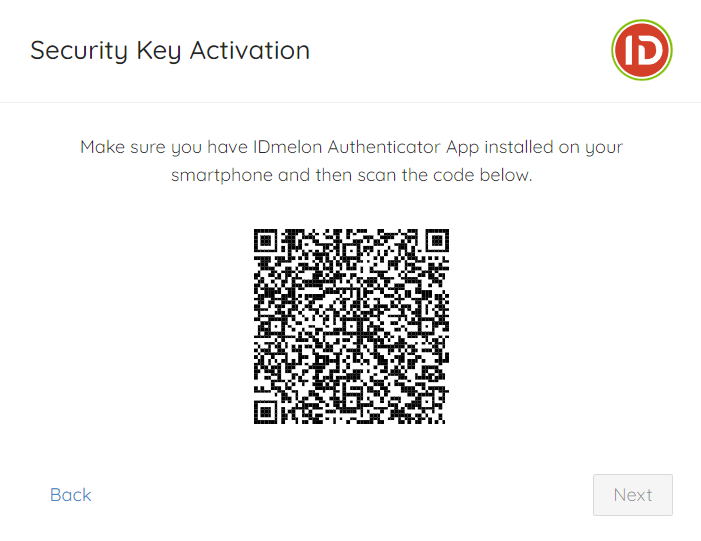 Security Key Activation
ID
Make sure you have IDmelon Authenticator App installed on your
smartphone and then scan the code below.
Back
Next